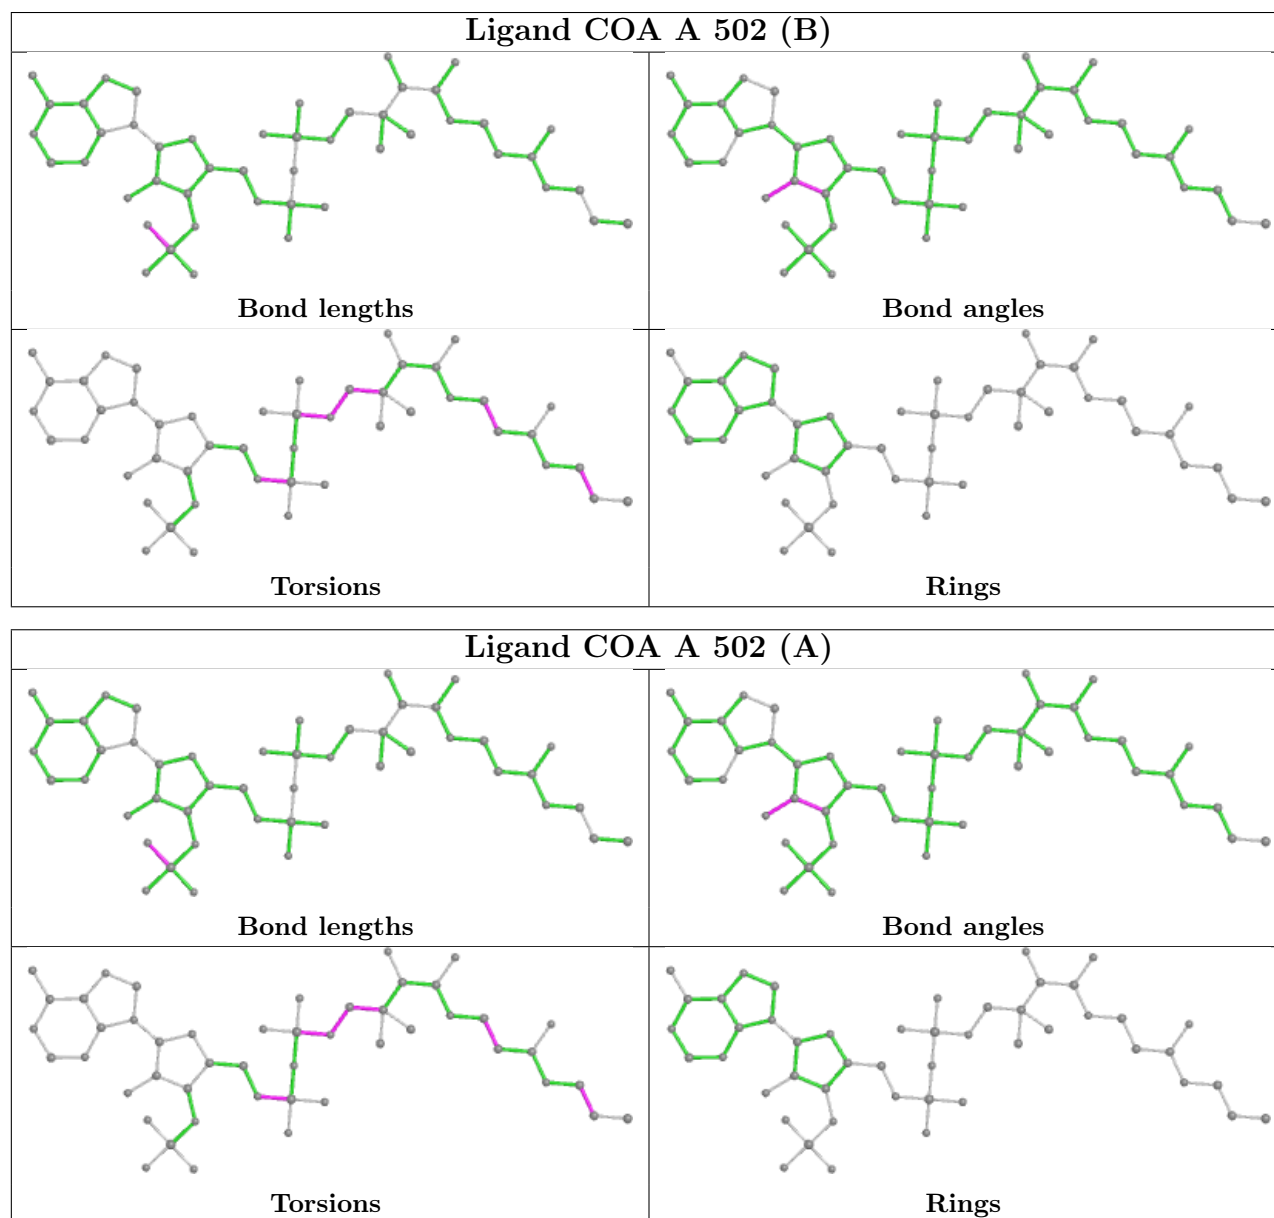 Ligand COA A 502 (B)
Bond lengths
Bond angles
Torsions
Rings
Ligand COA A 502 (A)
Bond lengths
Bond angles
Torsions
Rings